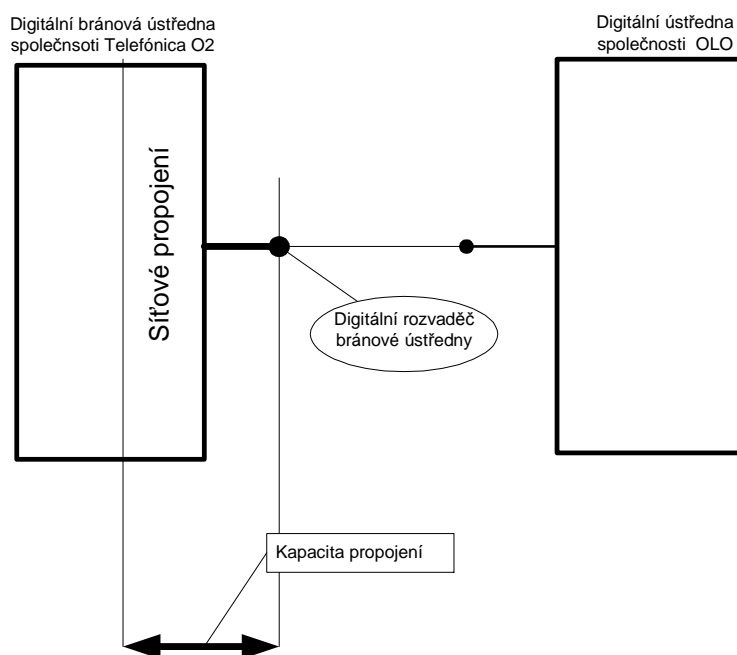 Digitální bránová ústředna
společnsoti Telefónica O2
Digitální ústředna
společnosti OLO
Síťové propojení
Digitální rozvaděč
bránové ústředny
Kapacita propojení